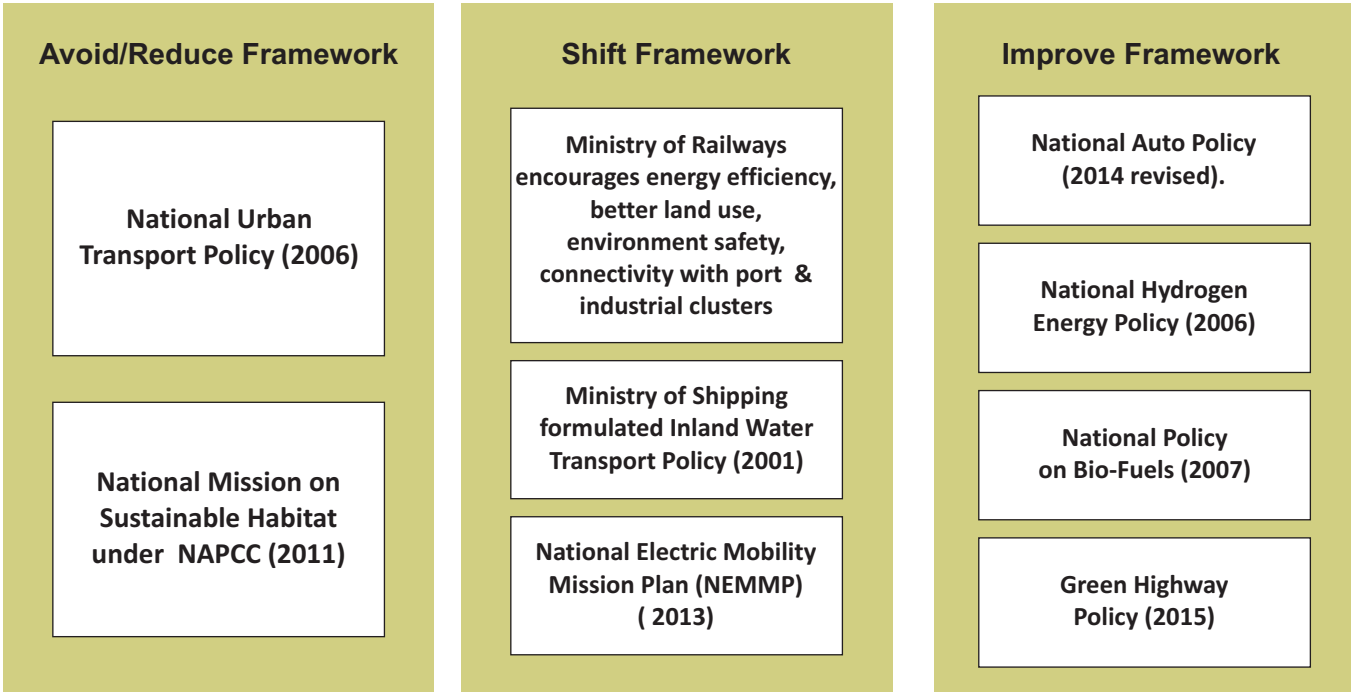 Avoid/Reduce Framework
National Urban
Transport Policy (2006)
National Mission on
Sustainable Habitat
under NAPCC (2011)
Shift Framework
Ministry of Railways
encourages energy efficiency,
better land use,
environment safety,
connectivity with port &
industrial clusters
Ministry of Shipping
formulated Inland Water
Transport Policy (2001)
National Electric Mobility
Mission Plan (NEMMP)
( 2013)
Improve Framework
National Auto Policy
(2014 revised).
National Hydrogen
Energy Policy (2006)
National Policy
on Bio-Fuels (2007)
Green Highway
Policy (2015)